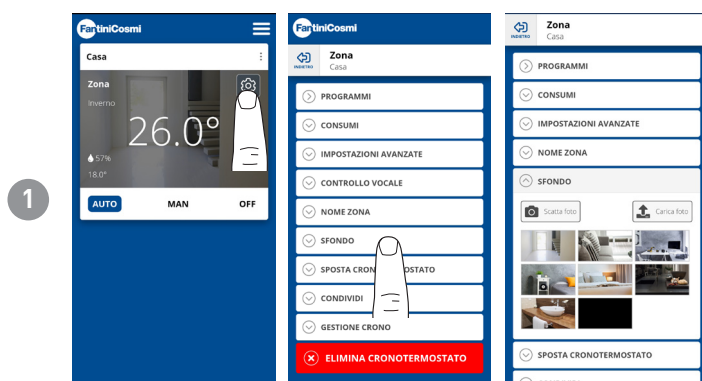 1
FantiniCosmi
Casa
Zona
Inverno
26.0°
57%
18.0°
AUTO MAN OFF
FantiniCosmi
INDIETRO
Zona
Casa
PROGRAMMI
CONSUMI
IMPOSTAZIONI AVANZATE
CONTROLLO VOCALE
NOME ZONA
SFONDO
SPOSTA CRON OSTATO
CONDIVIDI
GESTIONE CRONO
ELIMINA CRONOTERMOSTATO
INDIETRO
Zona
Casa
PROGRAMMI
CONSUMI
IMPOSTAZIONI AVANZATE
NOME ZONA
SFONDO
Scatta foto Carica foto
SPOSTA CRONOTERMOSTATO